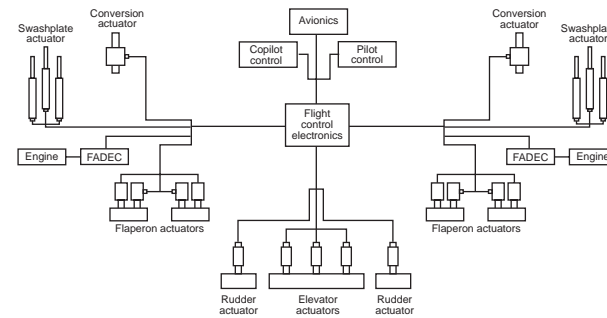 Avionics
Conversion
actuator
Swashplate
actuator
Copilot
control
Pilot
control
Conversion
actuator
Swashplate
actuator
Flight
control
electronics
Engine
FADEC
FADEC
Engine
Flaperon actuators
Flaperon actuators
Rudder
actuator
Elevator
actuators
Rudder
actuator